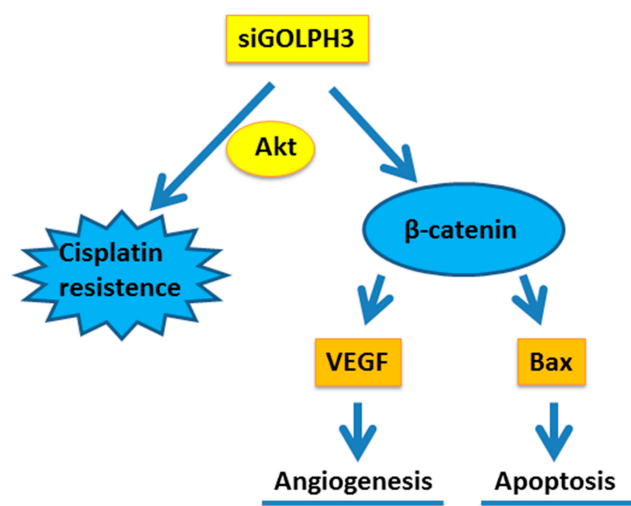 siGOLPH3
Akt
Cisplatin
resistence
β-catenin
VEGF
Bax
Angiogenesis
Apoptosis